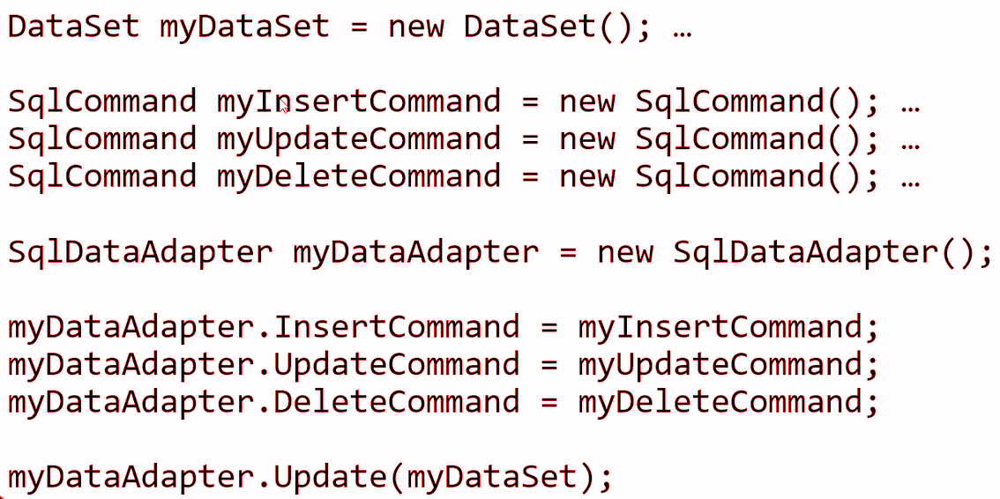 DataSet myDataSet = new DataSet(); …
SqlCommand myInsertCommand = new SqlCommand(); …
SqlCommand myUpdateCommand = new SqlCommand(); …
SqlCommand myDeleteCommand = new SqlCommand(); …
SqlDataAdapter myDataAdapter = new SqlDataAdapter();
myDataAdapter.InsertCommand = myInsertCommand;
myDataAdapter.UpdateCommand = myUpdateCommand;
myDataAdapter.DeleteCommand = myDeleteCommand;
myDataAdapter.Update(myDataSet);